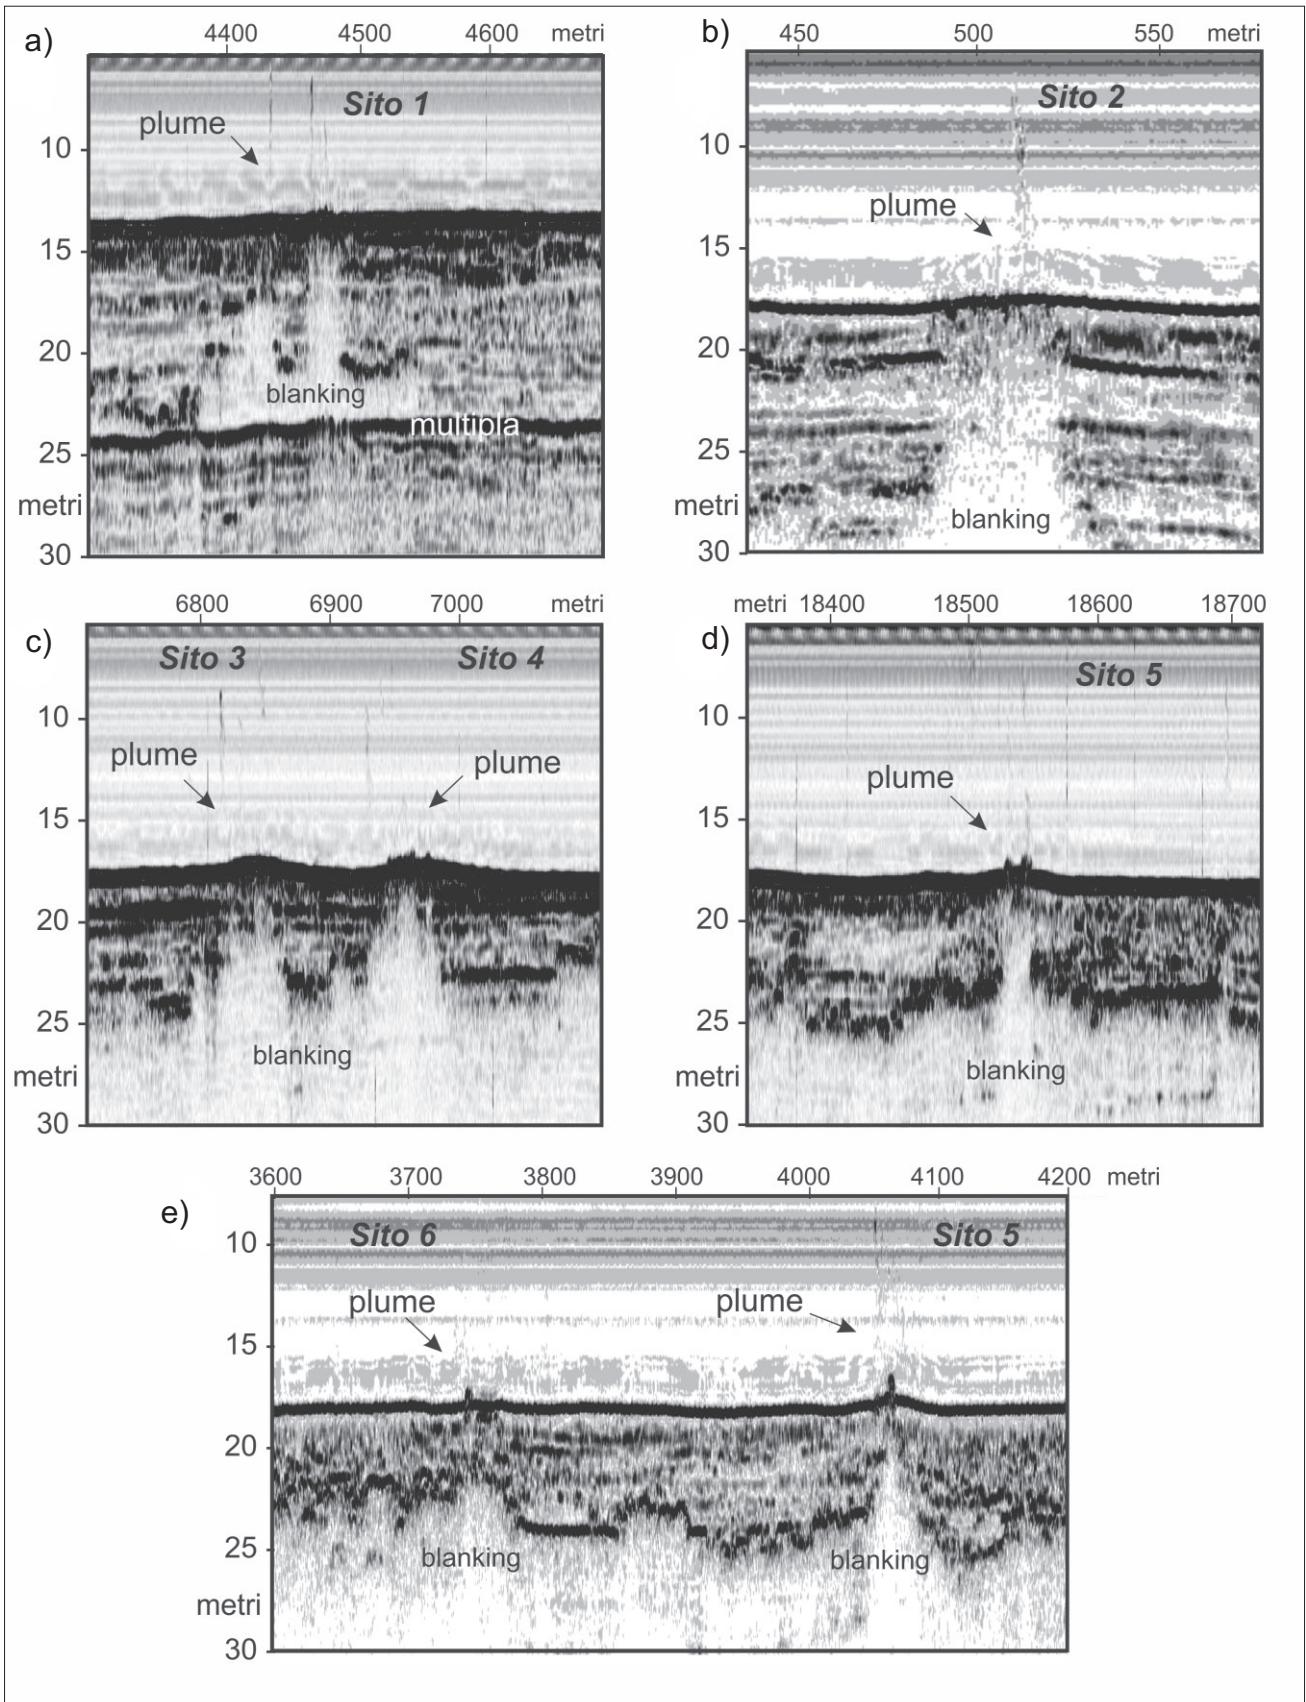 a)
4400 4500 4600 metri
Sito 1
plume
10
15
20
blanking
multipla
25
metri
30
b)
450 500 550 metri
Sito 2
10
plume
15
20
25
metri
blanking
30
c)
6800 6900 7000 metri
Sito 3 Sito 4
10
plume plume
15
20
25
blanking
metri
30
d)
metri 18400 18500 18600 18700
Sito 5
10
plume
15
20
25
blanking
metri
30
e)
3600 3700 3800 3900 4000 4100 4200 metri
Sito 6 Sito 5
10
plume plume
15
20
25
blanking blanking
metri
30